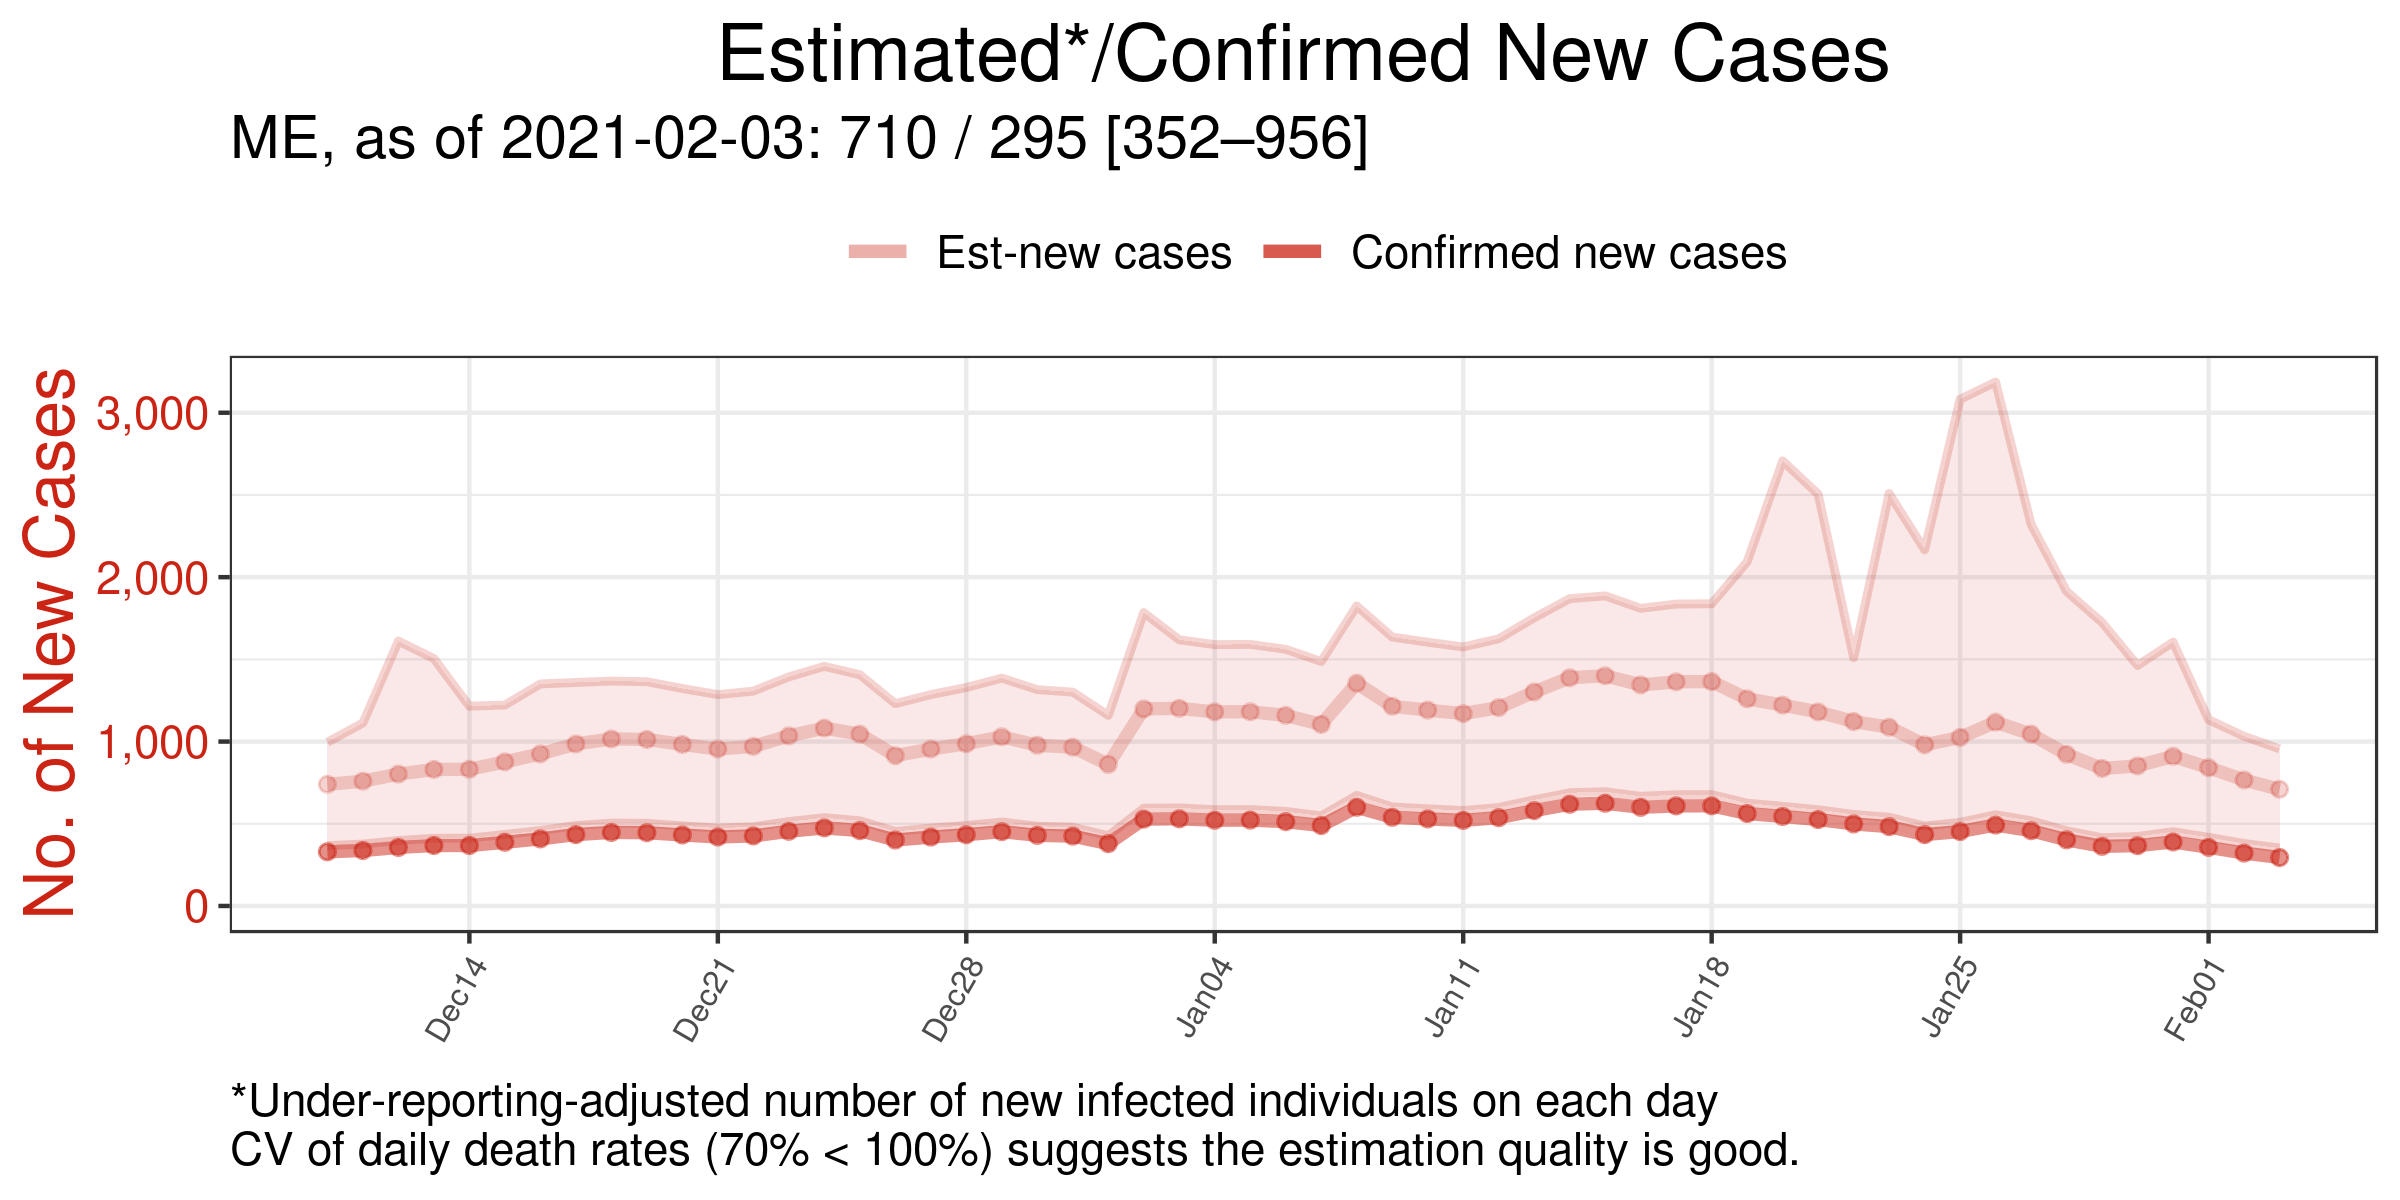 Estimated*/Confirmed New Cases
ME, as of 2021-02-03: 710 / 295 [352–956]
Est-new cases Confirmed new cases
No. of New Cases
3,000
2,000
1,000
0
Dec14 Dec21 Dec28 Jan04 Jan11 Jan18 Jan25 Feb01
*Under-reporting-adjusted number of new infected individuals on each day
CV of daily death rates (70% < 100%) suggests the estimation quality is good.